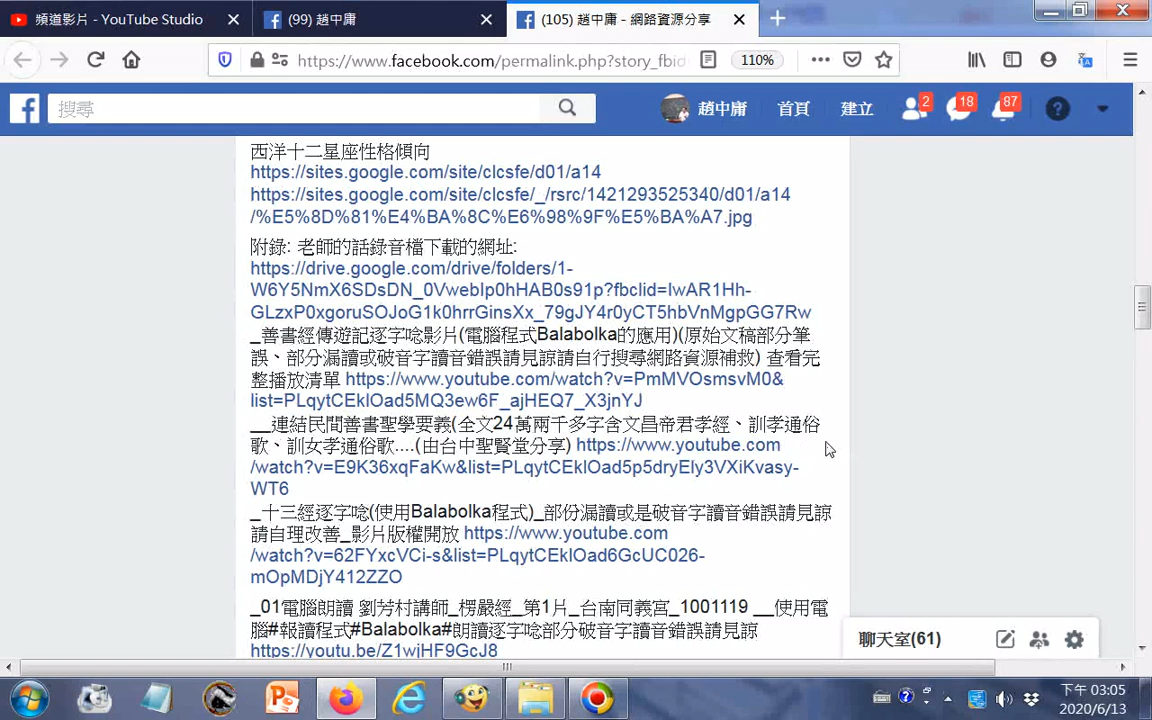 頻道影片 - YouTube Studio
(99) 趙中庸
(105) 趙中庸 - 網路資源分享
https://www.facebook.com/permalink.php?story_fbid
110%
搜尋
趙中庸 首頁 建立 2 18 87
西洋十二星座性格傾向
https://sites.google.com/site/clcsfe/d01/a14
https://sites.google.com/site/clcsfe/_/rsrc/1421293525340/d01/a14
/%E5%8D%81%E4%BA%8C%E6%98%9F%E5%BA%A7.jpg
附錄: 老師的話錄音檔下載的網址:
https://drive.google.com/drive/folders/1-
W6Y5NmX6SDsDN_0VwebIp0hHAB0s91p?fbclid=IwAR1Hh-
GLzxP0xgoruSOJoG1k0hrrGinsXx_79gJY4r0yCT5hbVnMgpGG7Rw
_善書經傳遊記逐字唸影片(電腦程式Balabolka的應用)(原始文稿部分筆
誤、部分漏讀或破音字讀音錯誤請見諒請自行搜尋網路資源補救) 查看完
整播放清單 https://www.youtube.com/watch?v=PmMVOsmsvM0&
list=PLqytCEklOad5MQ3ew6F_ajHEQ7_X3jnYJ
__連結民間善書聖學要義(全文24萬兩千多字含文昌帝君孝經、訓孝通俗
歌、訓女孝通俗歌....(由台中聖賢堂分享) https://www.youtube.com
/watch?v=E9K36xqFaKw&list=PLqytCEklOad5p5dryEly3VXiKvasy-
WT6
_十三經逐字唸(使用Balabolka程式)_部份漏讀或是破音字讀音錯誤請見諒
請自理改善_影片版權開放 https://www.youtube.com
/watch?v=62FYxcVCi-s&list=PLqytCEklOad6GcUC026-
mOpMDjY412ZZO
_01電腦朗讀 劉芳村講師_楞嚴經_第1片_台南同義宮_1001119 __使用電
腦#報讀程式#Balabolka#朗讀逐字唸部分破音字讀音錯誤請見諒
https://youtu.be/Z1wjHF9GcJ8
聊天室(61)
下午 03:05
2020/6/13